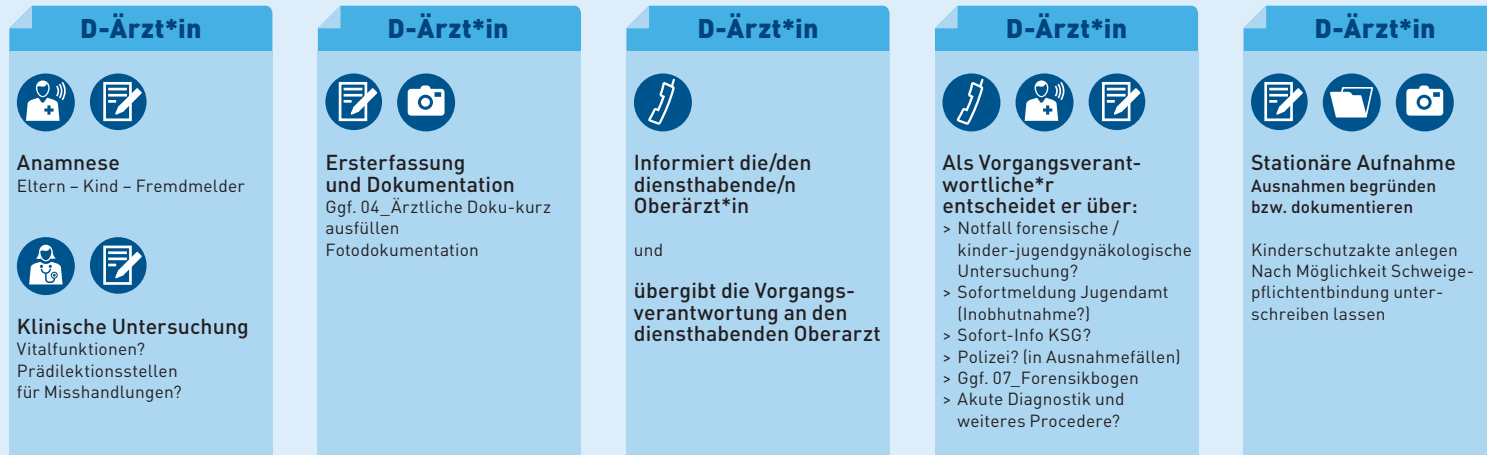 D-Ärzt*in
Anamnese
Eltern – Kind – Fremdmelder
Klinische Untersuchung
Vitalfunktionen?
Prädilektionsstellen
für Misshandlungen?
D-Ärzt*in
Ersterfassung
und Dokumentation
Ggf. 04_Ärztliche Doku-kurz
ausfüllen
Fotodokumentation
D-Ärzt*in
Informiert die/den
diensthabende/n
Oberärzt*in
und
übergibt die Vorgangs-
verantwortung an den
diensthabenden Oberarzt
D-Ärzt*in
Als Vorgangsverant-
wortliche*r
entscheidet er über:
> Notfall forensische /
kinder-jugendgynäkologische
Untersuchung?
> Sofortmeldung Jugendamt
(Inobhutnahme?)
> Sofort-Info KSG?
> Polizei? (in Ausnahmefällen)
> Ggf. 07_Forensikbogen
> Akute Diagnostik und
weiteres Procedere?
D-Ärzt*in
Stationäre Aufnahme
Ausnahmen begründen
bzw. dokumentieren
Kinderschutzakte anlegen
Nach Möglichkeit Schweige-
pflichtentbindung unter-
schreiben lassen